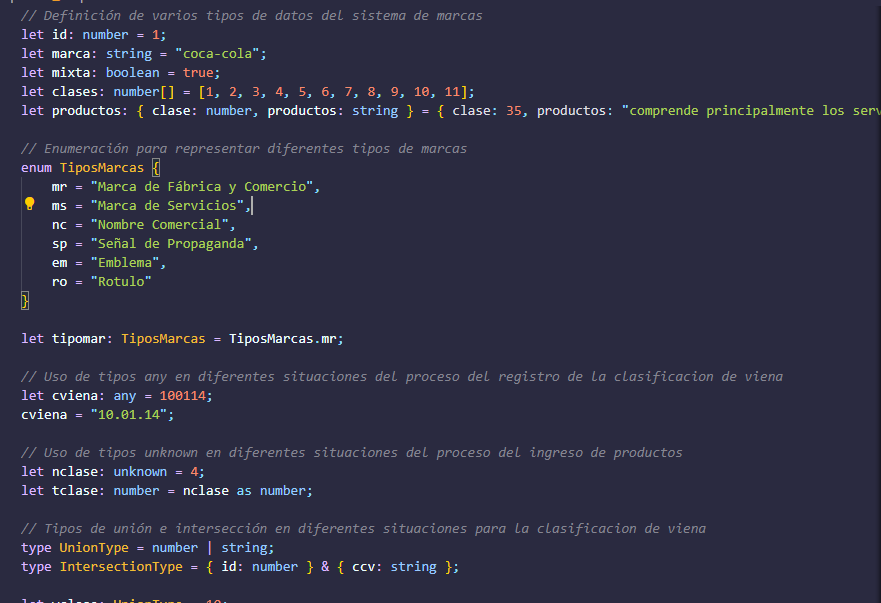 // Definición de varios tipos de datos del sistema de marcas
let id: number = 1;
let marca: string = "coca-cola";
let mixta: boolean = true;
let clases: number[] = [1, 2, 3, 4, 5, 6, 7, 8, 9, 10, 11];
let productos: { clase: number, productos: string } = { clase: 35, productos: "comprende principalmente los serv
// Enumeración para representar diferentes tipos de marcas
enum TiposMarcas {
mr = "Marca de Fábrica y Comercio",
ms = "Marca de Servicios",
nc = "Nombre Comercial",
sp = "Señal de Propaganda",
em = "Emblema",
ro = "Rotulo"
}
let tipomar: TiposMarcas = TiposMarcas.mr;
// Uso de tipos any en diferentes situaciones del proceso del registro de la clasificacion de viena
let cviena: any = 100114;
cviena = "10.01.14";
// Uso de tipos unknown en diferentes situaciones del proceso del ingreso de productos
let nclase: unknown = 4;
let tclase: number = nclase as number;
// Tipos de unión e intersección en diferentes situaciones para la clasificacion de viena
type UnionType = number | string;
type IntersectionType = { id: number } & { ccv: string };